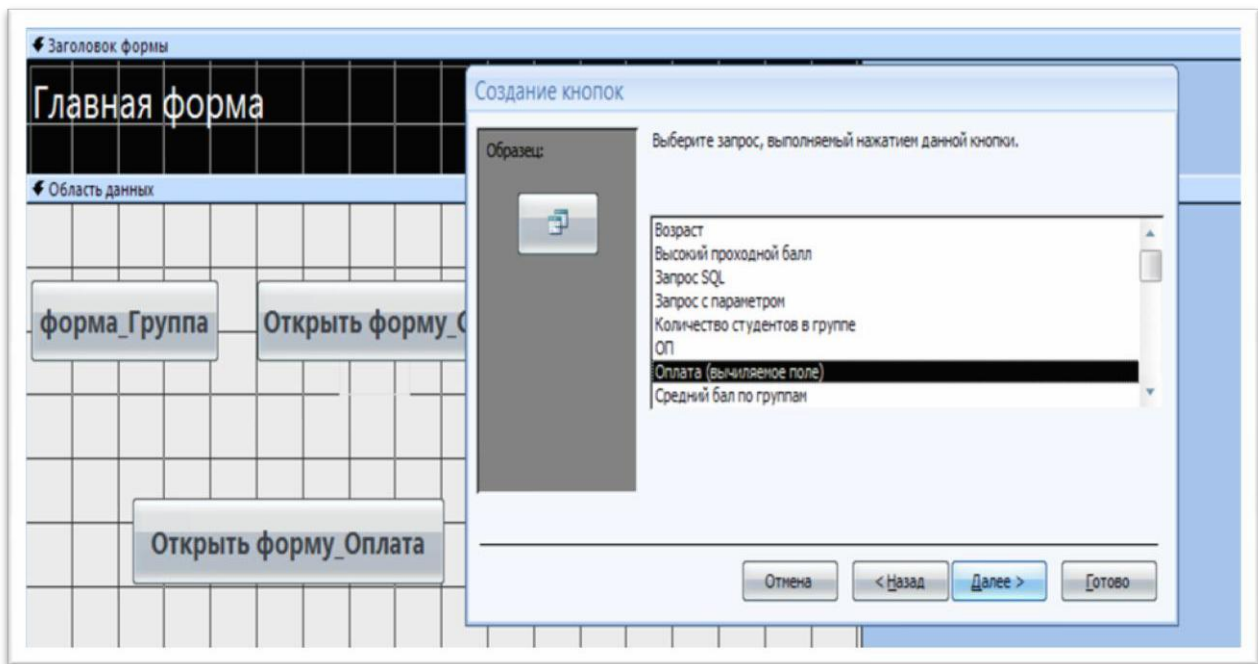 Заголовок формы
Главная форма
Область данных
форма_Группа
Открыть форму_
Открыть форму_Оплата
Создание кнопок
Образец:
Выберите запрос, выполняемый нажатием данной кнопки.
Возраст
Высокий проходной балл
Запрос SQL
Запрос с параметром
Количество студентов в группе
ОП
Оплата (вычиляемое поле)
Средний бал по группам
Отмена
< Назад
Далее >
Готово